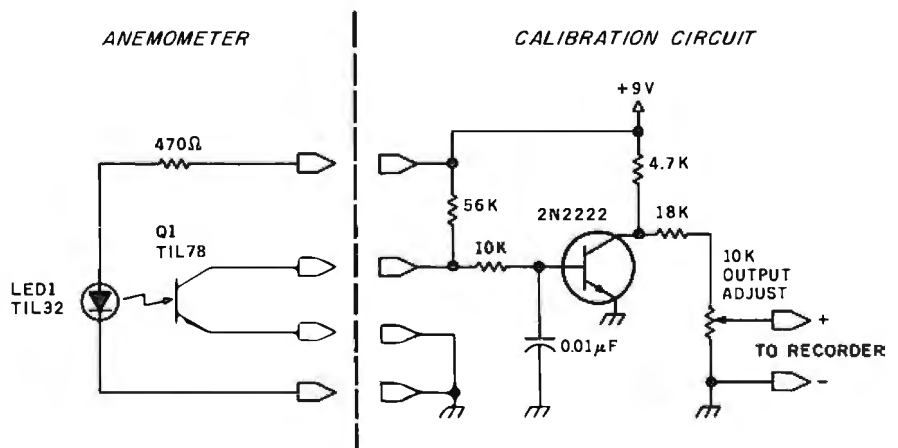 ANEMOMETER
CALIBRATION CIRCUIT
+9V
470Ω
4.7K
56K
2N2222
18K
Q1
TIL78
10K
10K
OUTPUT
ADJUST
LED1
TIL32
+
0.01µF
TO RECORDER
-